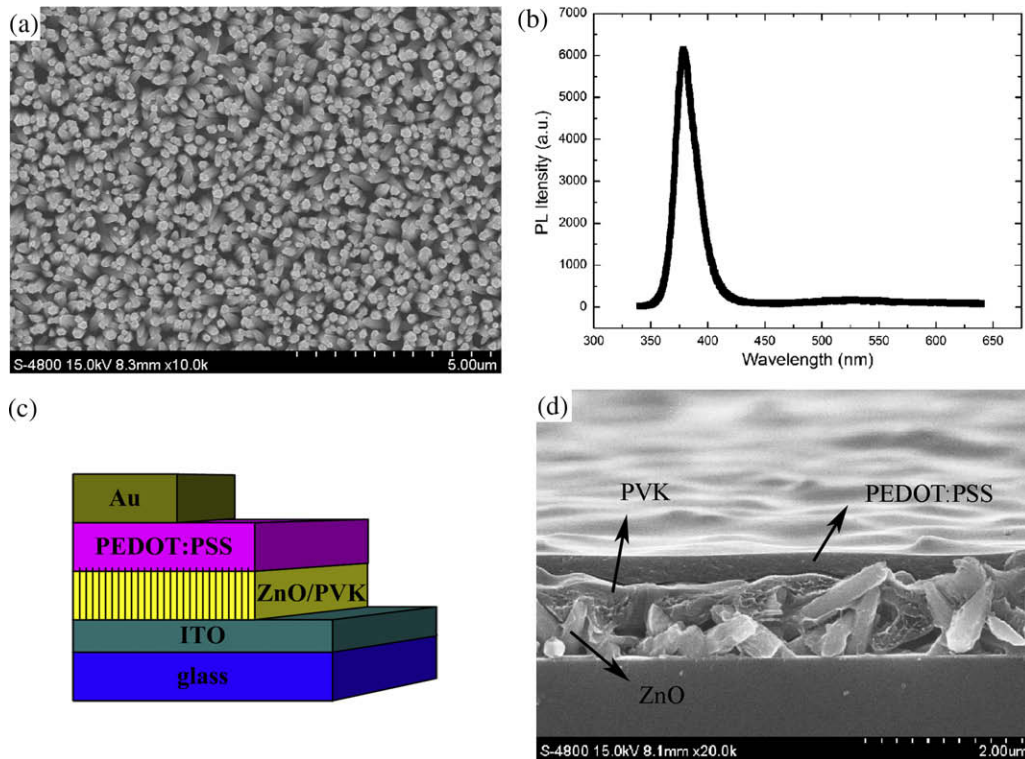 (a)
S-4800 15.0kV 8.3mm x10.0k 5.00um
(b)
7000
6000
5000
4000
3000
2000
1000
0
PL Itensity (a.u.)
300 350 400 450 500 550 600 650
Wavelength (nm)
(c)
Au
PEDOT:PSS
ZnO/PVK
ITO
glass
(d)
PVK
PEDOT:PSS
ZnO
S-4800 15.0kV 8.1mm x20.0k 2.00um